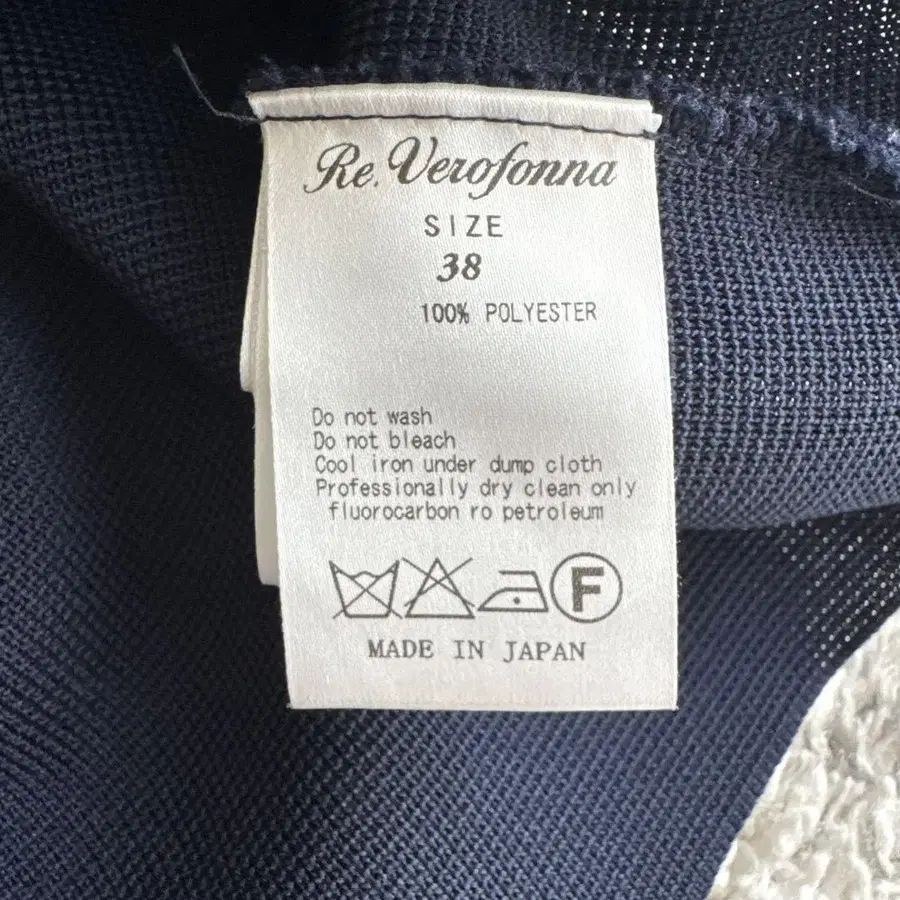 Re. Verofonna
SIZE
38
100% POLYESTER
Do not wash
Do not bleach
Cool iron under dump cloth
Professionally dry clean only
fluorocarbon ro petroleum
F
MADE IN JAPAN